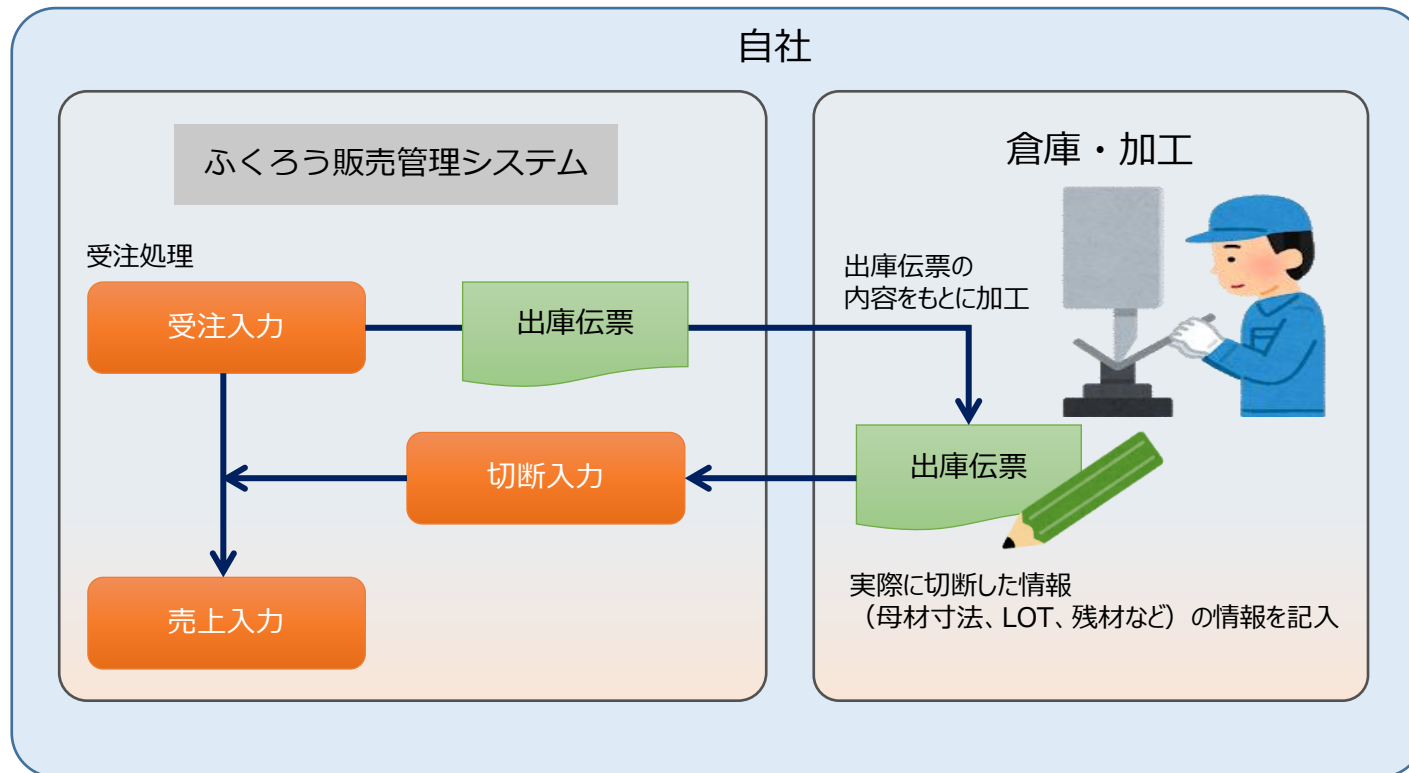 自社
ふくろう販売管理システム
受注処理
受注入力
出庫伝票
切断入力
売上入力
倉庫・加工
出庫伝票の
内容をもとに加工
出庫伝票
実際に切断した情報
（母材寸法、LOT、残材など）の情報を記入